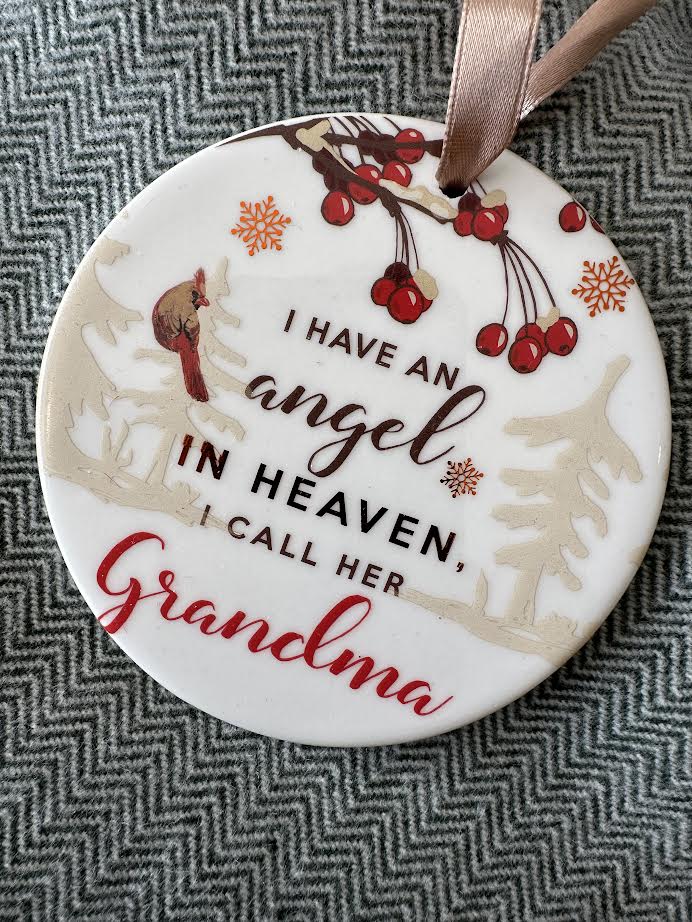 I HAVE AN
angel
IN HEAVEN,
I CALL HER
Grandma